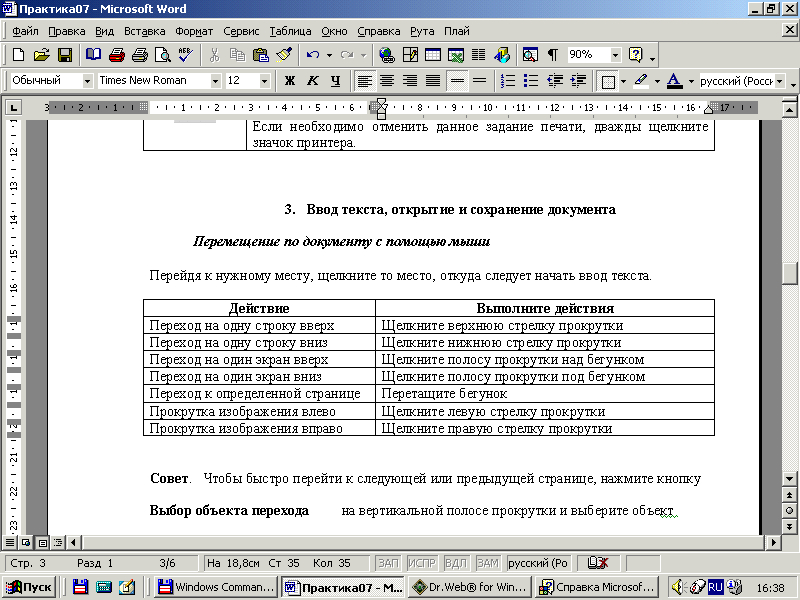 Практика07 - Microsoft Word
Файл Правка Вид Вставка Формат Сервис Таблица Окно Справка Рута Плай
90%
Обычный Times New Roman 12 Ж К Ч русский (Росс
3 2 1 1 2 3 4 5 6 8 9 10 11 12 13 14 15 16 17
Если необходимо отменить данное задание печати, дважды щелкните
значок принтера.
3. Ввод текста, открытие и сохранение документа
Перемещение по документу с помощью мыши
Перейдя к нужному месту, щелкните то место, откуда следует начать ввод текста.
Действие Выполните действия
Переход на одну строку вверх Щелкните верхнюю стрелку прокрутки
Переход на одну строку вниз Щелкните нижнюю стрелку прокрутки
Переход на один экран вверх Щелкните полосу прокрутки над бегунком
Переход на один экран вниз Щелкните полосу прокрутки под бегунком
Переход к определенной странице Перетащите бегунок
Прокрутка изображения влево Щелкните левую стрелку прокрутки
Прокрутка изображения вправо Щелкните правую стрелку прокрутки
Совет. Чтобы быстро перейти к следующей или предыдущей странице, нажмите кнопку
Выбор объекта перехода на вертикальной полосе прокрутки и выберите объект
Стр. 3 Разд 1 3/6 На 18,8см Ст 35 Кол 35 ЗАП ИСПР ВДЛ ЗАМ русский (Ро
Пуск Windows Comman... Практика07 - M... Dr.Web® for Win... Справка Microsof... RU 16:38